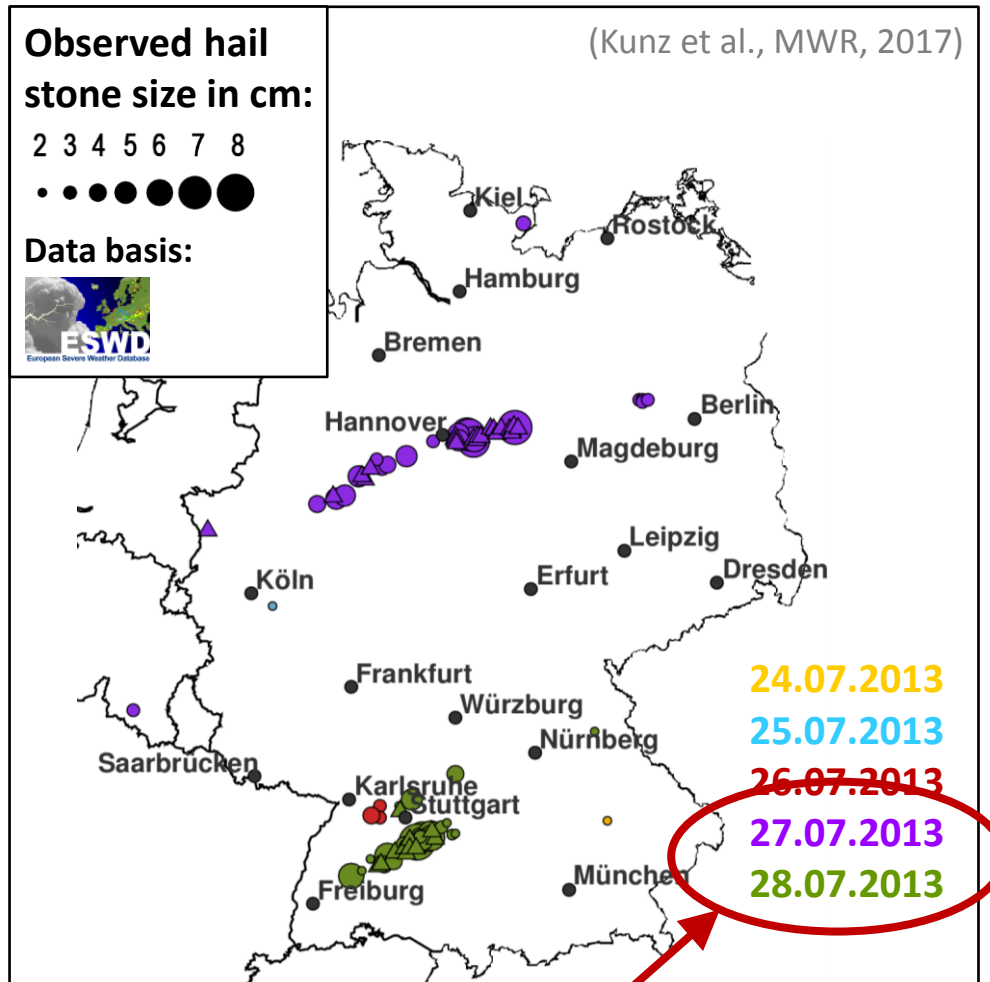 Observed hail
stone size in cm:
2 3 4 5 6 7 8
Data basis:
ESWD
European Severe Weather Database
(Kunz et al., MWR, 2017)
Kiel
Rostock
Hamburg
Bremen
Hannover
Berlin
Magdeburg
Leipzig
Köln
Erfurt
Dresden
Frankfurt
Würzburg
Nürnberg
Saarbrücken
Karlsruhe
Stuttgart
Freiburg
München
24.07.2013
25.07.2013
26.07.2013
27.07.2013
28.07.2013